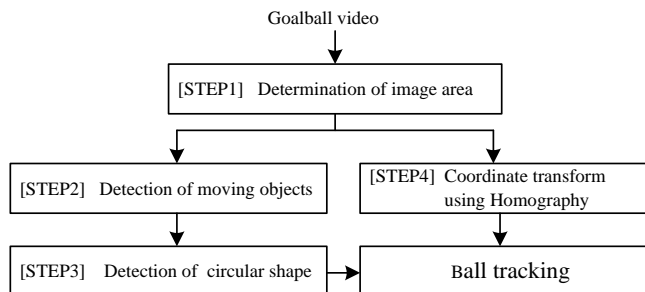 Goalball video
[STEP1] Determination of image area
[STEP2] Detection of moving objects
[STEP4] Coordinate transform
using Homography
[STEP3] Detection of circular shape
Ball tracking